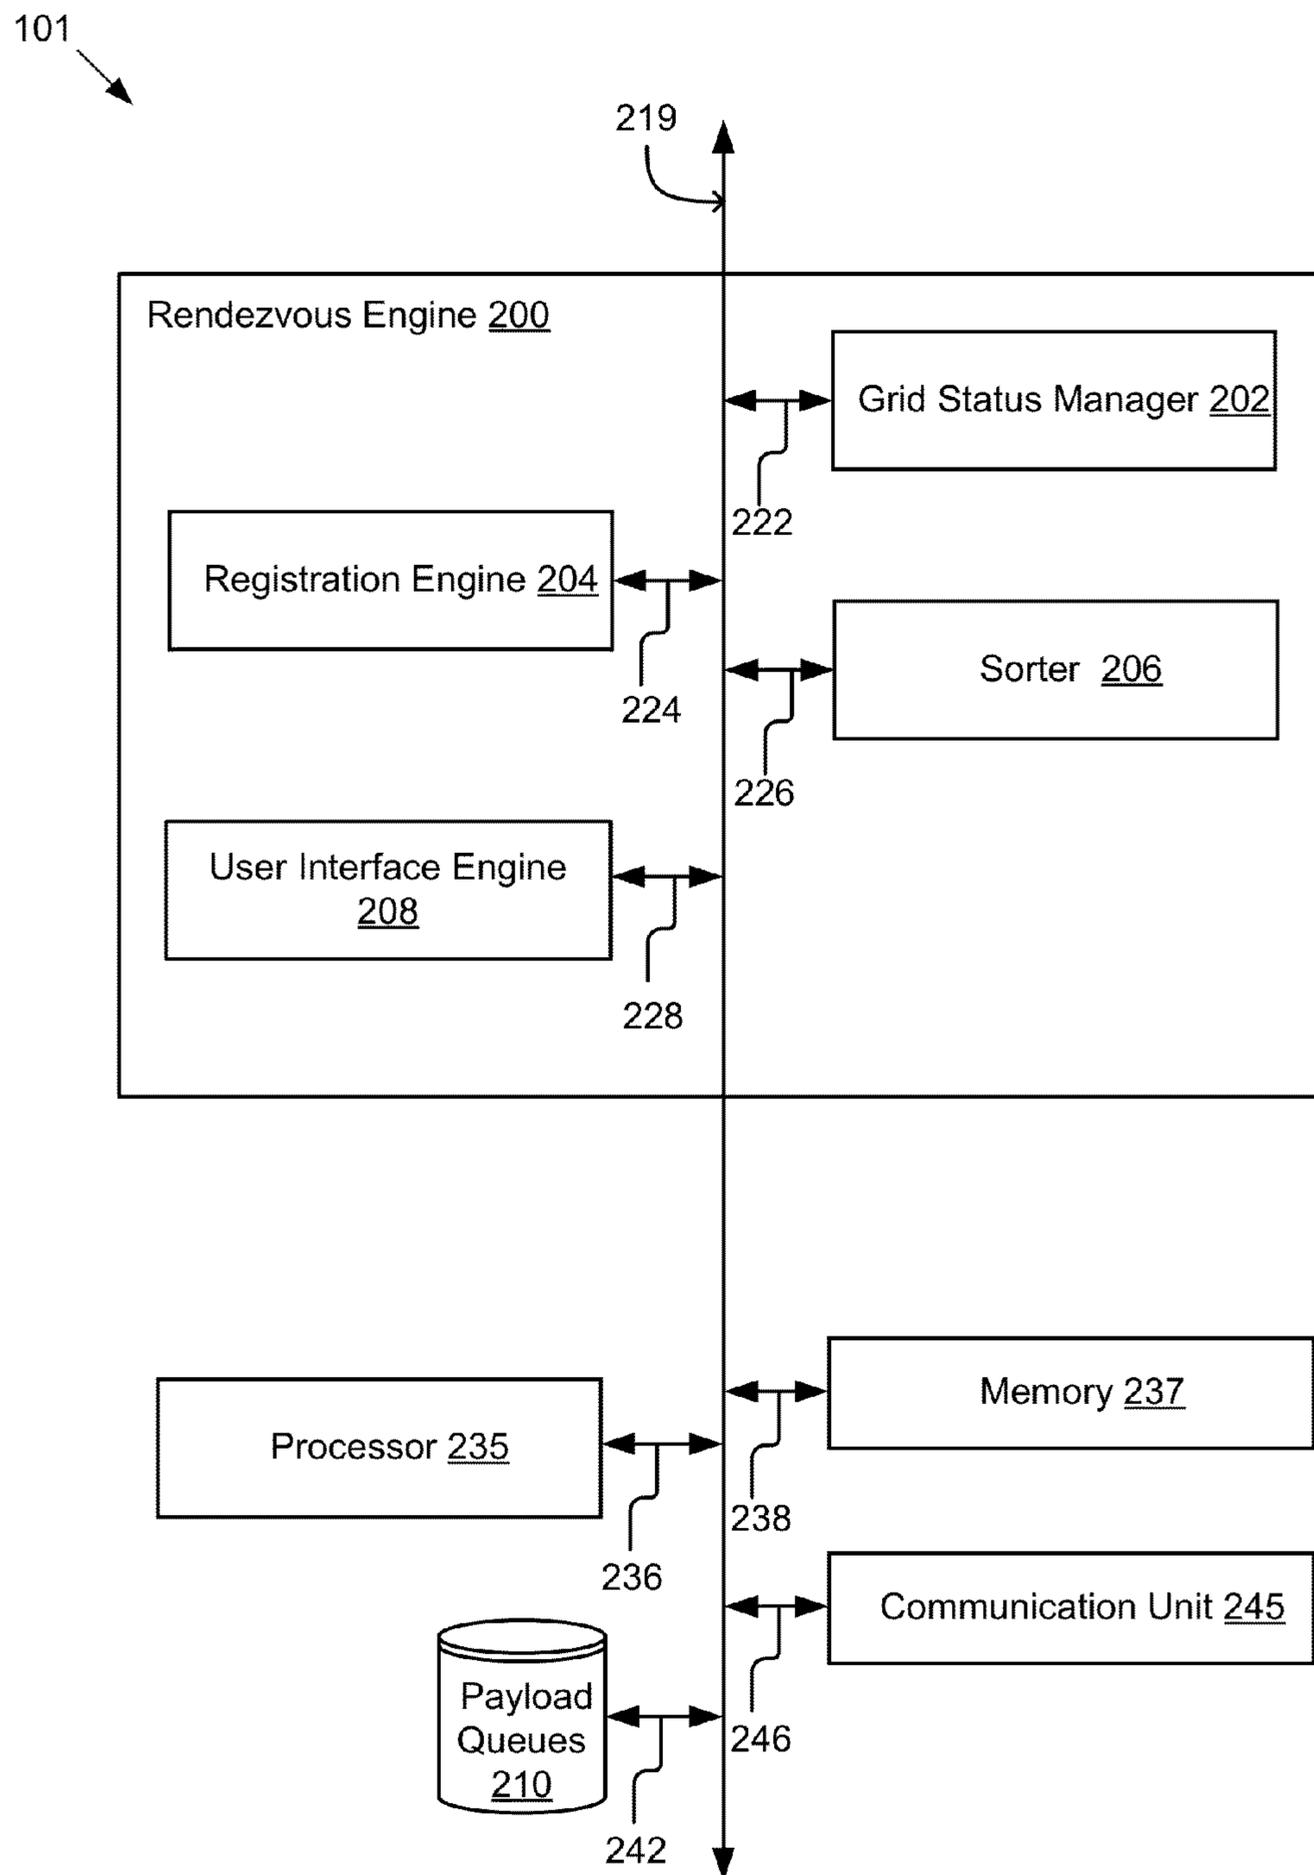 101
219
Rendezvous Engine 200
Grid Status Manager 202
222
Registration Engine 204
224
Sorter 206
226
User Interface Engine
208
228
Memory 237
Processor 235
238
236
Communication Unit 245
Payload
Queues
210
246
242